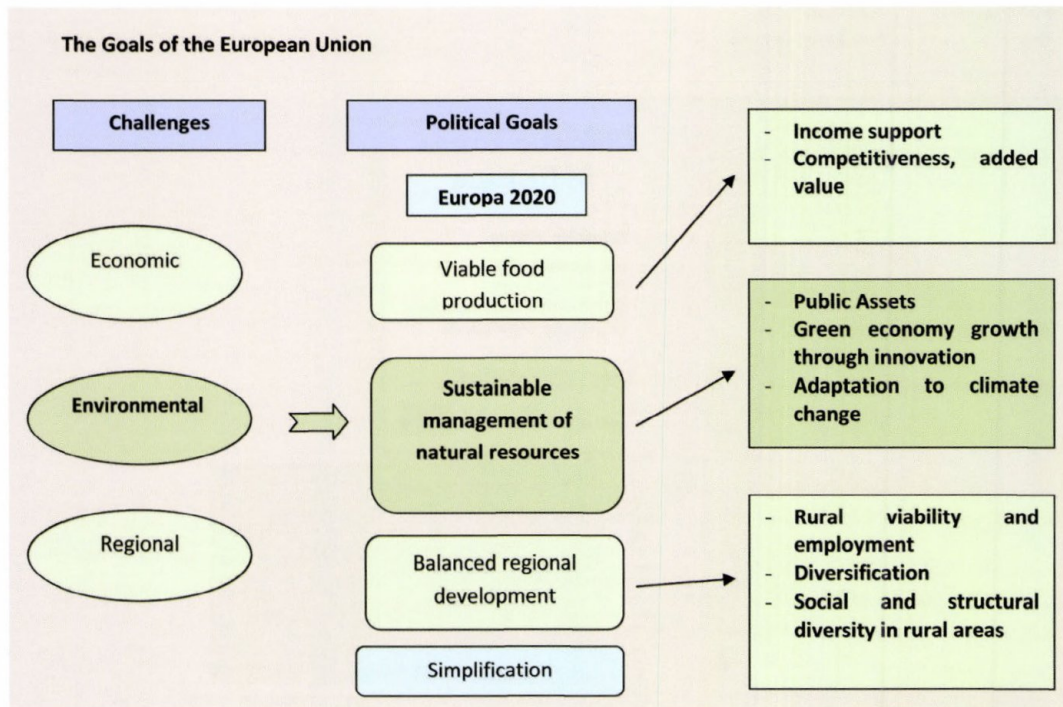 The Goals of the European Union
Challenges
Political Goals
Europa 2020
Economic
Viable food
production
- Income support
- Competitiveness, added
value
Environmental
Sustainable
management of
natural resources
- Public Assets
- Green economy growth
through innovation
- Adaptation to climate
change
Regional
Balanced regional
development
- Rural viability and
employment
- Diversification
- Social and structural
diversity in rural areas
Simplification